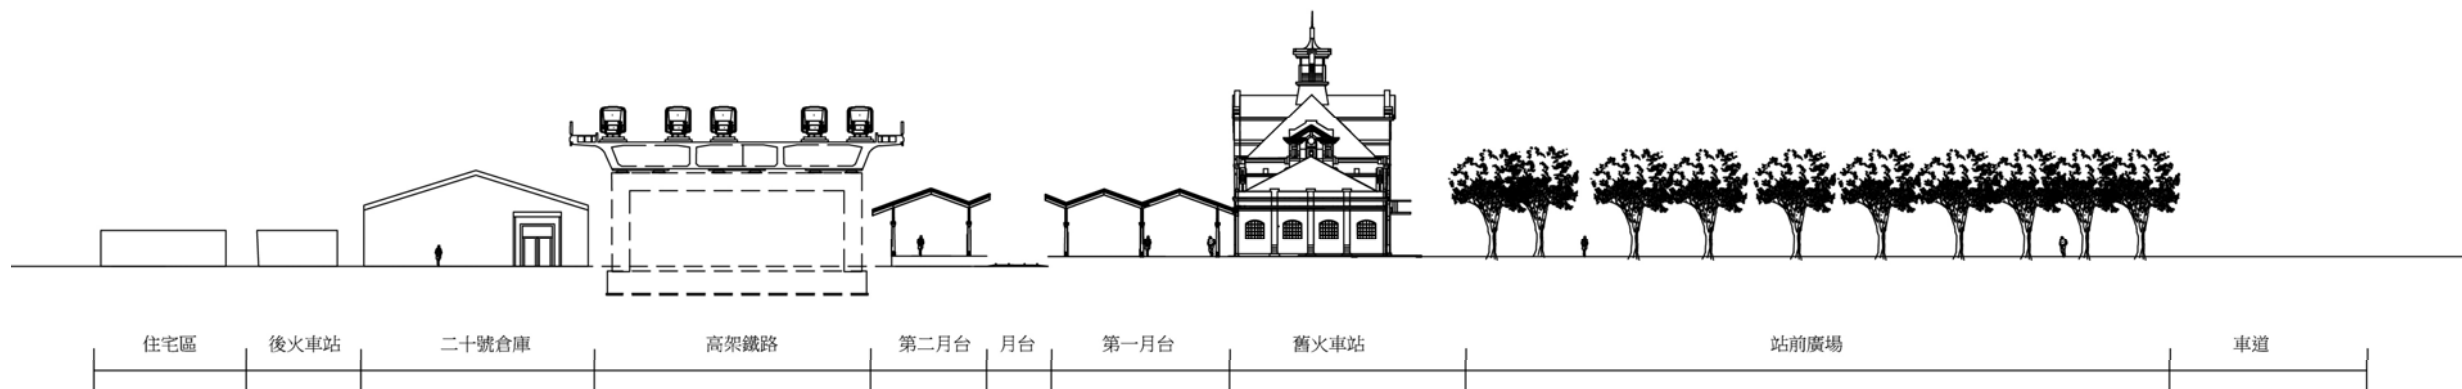 住宅區 後火車站 二十號倉庫 高架鐵路 第二月台 月台 第一月台 舊火車站 站前廣場 車道